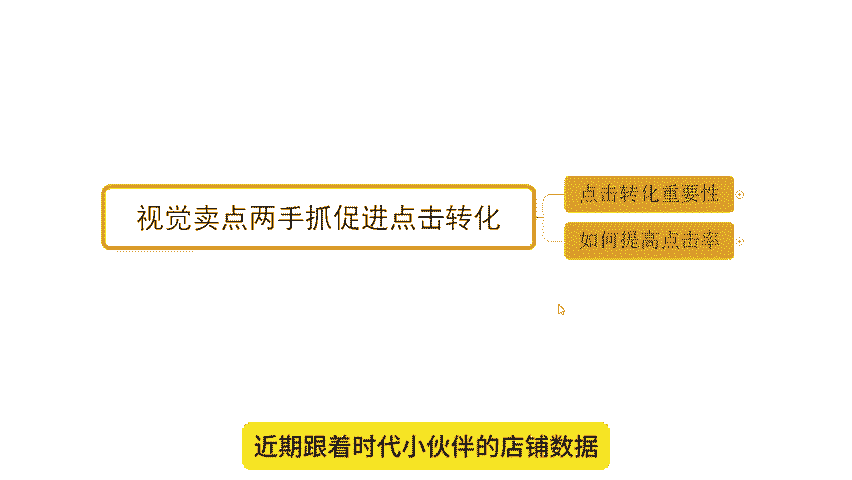 视觉卖点两手抓促进点击转化
点击转化重要性
如何提高点击率
近期跟着时代小伙伴的店铺数据